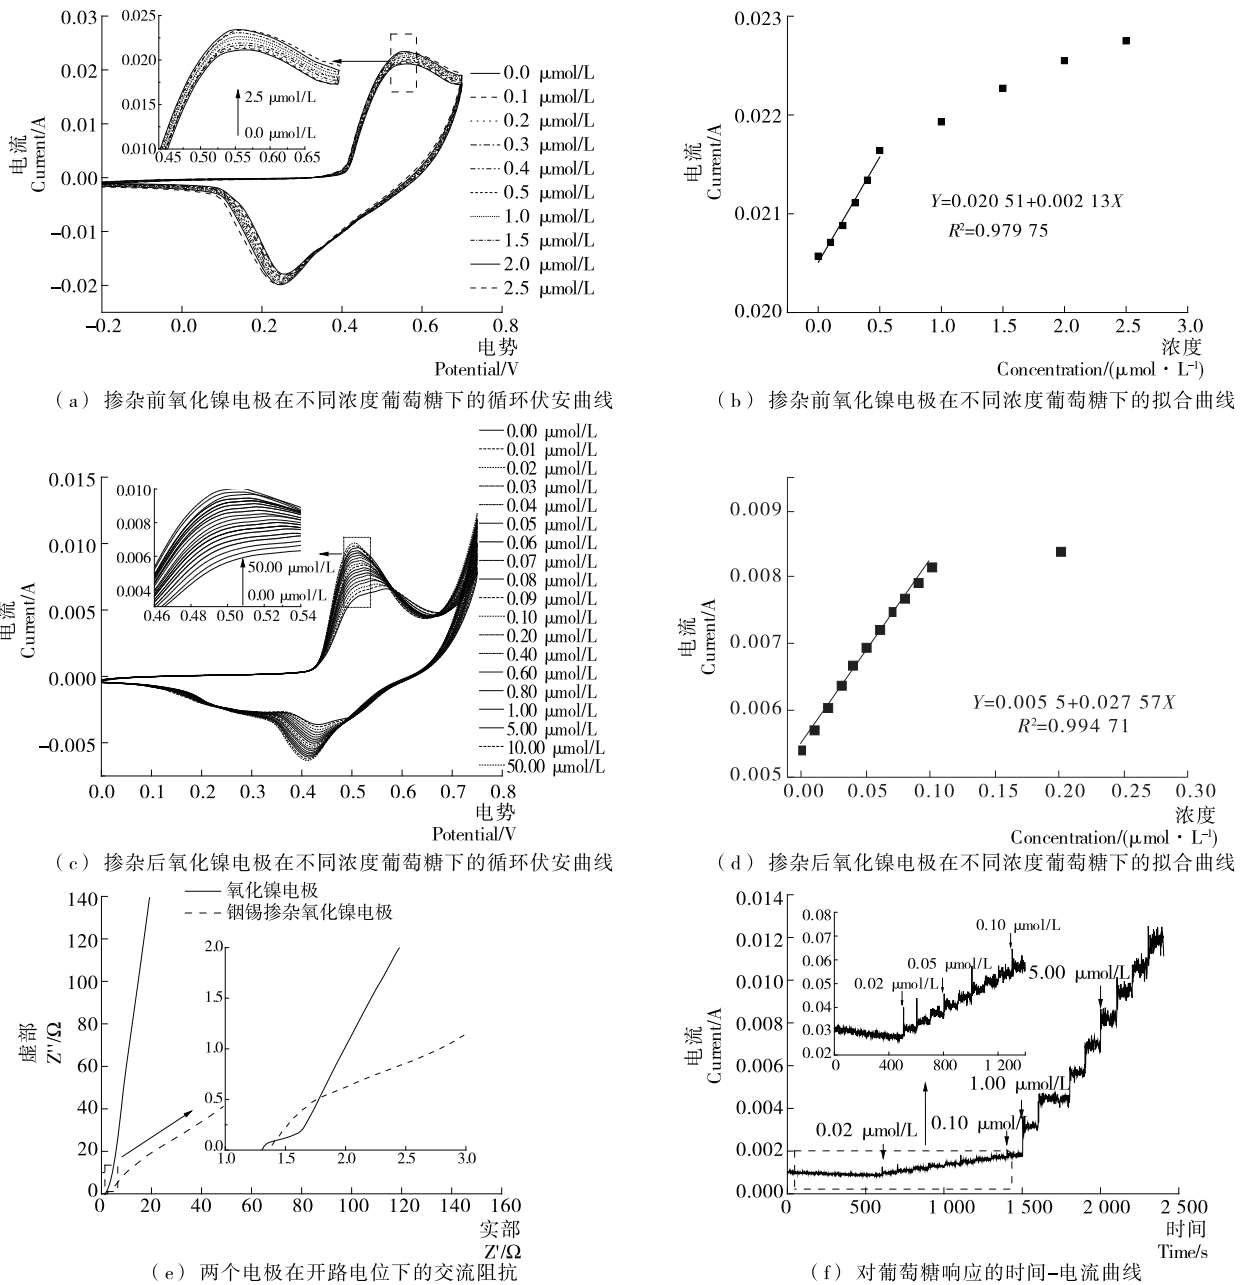 0.03
0.02
0.01
0.00
−0.01
−0.02
−0.2
0.0
0.2
0.4
0.6
0.8
电流
Current/A
电势
Potential/V
0.025
0.020
0.015
0.010
0.45
0.50
0.55
0.60
0.65
2.5 μmol/L
0.0 μmol/L
0.0 μmol/L
0.1 μmol/L
0.2 μmol/L
0.3 μmol/L
0.4 μmol/L
0.5 μmol/L
1.0 μmol/L
1.5 μmol/L
2.0 μmol/L
2.5 μmol/L
(a) 掺杂前氧化镍电极在不同浓度葡萄糖下的循环伏安曲线
0.023
0.022
0.021
0.020
0.0
0.5
1.0
1.5
2.0
2.5
3.0
电流
Current/A
Y=0.020 51+0.002 13X
R²=0.979 75
浓度
Concentration/(μmol·L⁻¹)
(b) 掺杂前氧化镍电极在不同浓度葡萄糖下的拟合曲线
0.015
0.010
0.005
0.000
−0.005
0.0
0.1
0.2
0.3
0.4
0.5
0.6
0.7
0.8
电流
Current/A
电势
Potential/V
0.010
0.008
0.006
0.004
0.46
0.48
0.50
0.52
0.54
50.00 μmol/L
0.00 μmol/L
0.00 μmol/L
0.01 μmol/L
0.02 μmol/L
0.03 μmol/L
0.04 μmol/L
0.05 μmol/L
0.06 μmol/L
0.07 μmol/L
0.08 μmol/L
0.09 μmol/L
0.10 μmol/L
0.20 μmol/L
0.40 μmol/L
0.60 μmol/L
0.80 μmol/L
1.00 μmol/L
5.00 μmol/L
10.00 μmol/L
50.00 μmol/L
(c) 掺杂后氧化镍电极在不同浓度葡萄糖下的循环伏安曲线
0.009
0.008
0.007
0.006
0.005
0.00
0.05
0.10
0.15
0.20
0.25
0.30
电流
Current/A
Y=0.005 5+0.027 57X
R²=0.994 71
浓度
Concentration/(μmol·L⁻¹)
(d) 掺杂后氧化镍电极在不同浓度葡萄糖下的拟合曲线
氧化镍电极
铟锡掺杂氧化镍电极
140
120
100
80
60
40
20
0
0
20
40
60
80
100
120
140
160
虚部
Z''/Ω
实部
Z'/Ω
2.0
1.5
1.0
0.5
0.0
1.0
1.5
2.0
2.5
3.0
(e) 两个电极在开路电位下的交流阻抗
0.014
0.012
0.010
0.008
0.006
0.004
0.002
0.000
0
500
1 000
1 500
2 000
2 500
电流
Current/A
时间
Time/s
0.08
0.07
0.06
0.05
0.04
0.03
0.02
0
400
800
1 200
0.02 μmol/L
0.05 μmol/L
0.10 μmol/L
0.02 μmol/L
0.10 μmol/L
1.00 μmol/L
5.00 μmol/L
(f) 对葡萄糖响应的时间-电流曲线